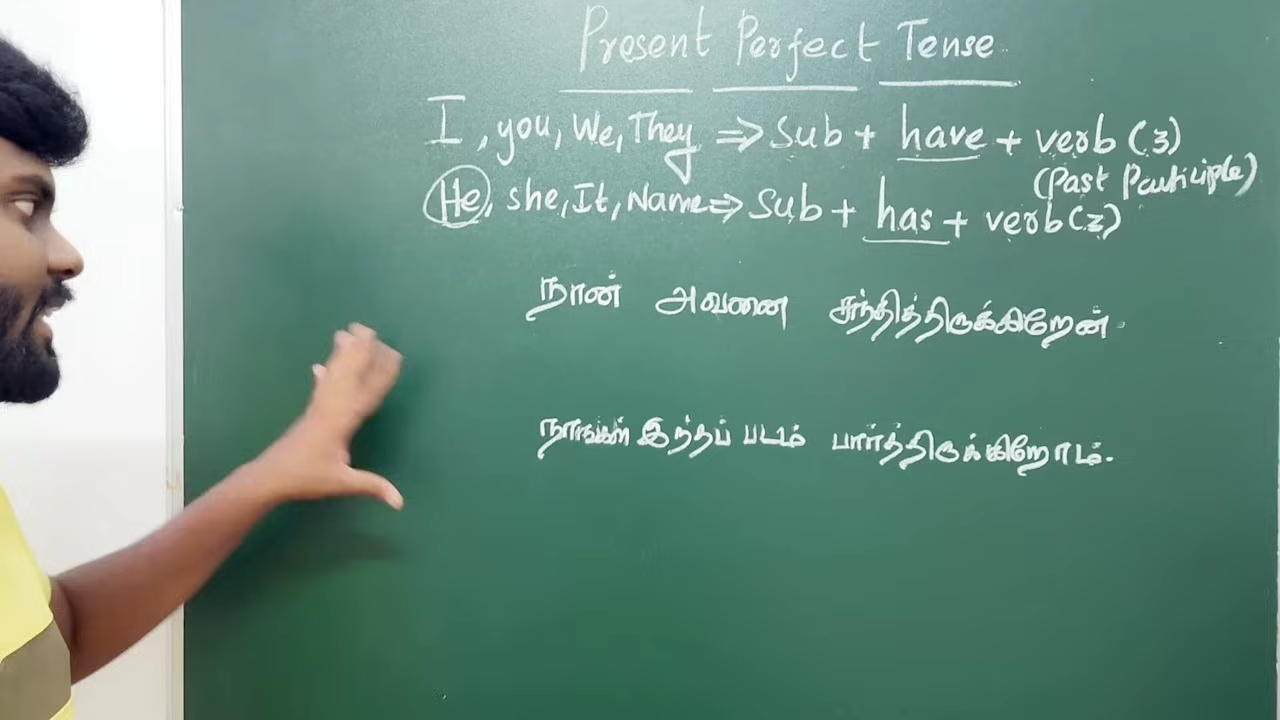 Present Perfect Tense
I, you, We, They ⇒ Sub + have + verb (3)
(Past Participle)
He, she, It, Name ⇒ Sub + has + verb (3)
நான் அவனை சந்தித்திருக்கிறேன்.
நாங்கள் இந்தப் படம் பார்த்திருக்கிறோம்.